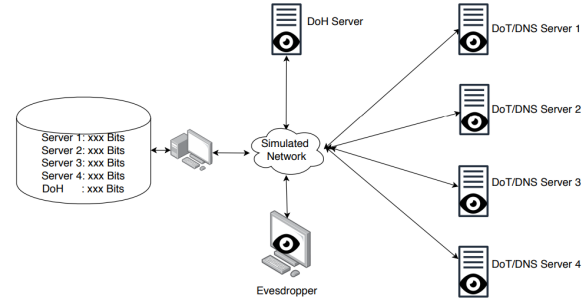 DoH Server
DoT/DNS Server 1
DoT/DNS Server 2
Server 1: xxx Bits
Server 2: xxx Bits
Server 3: xxx Bits
Server 4: xxx Bits
DoH : xxx Bits
Simulated
Network
DoT/DNS Server 3
DoT/DNS Server 4
Evesdropper